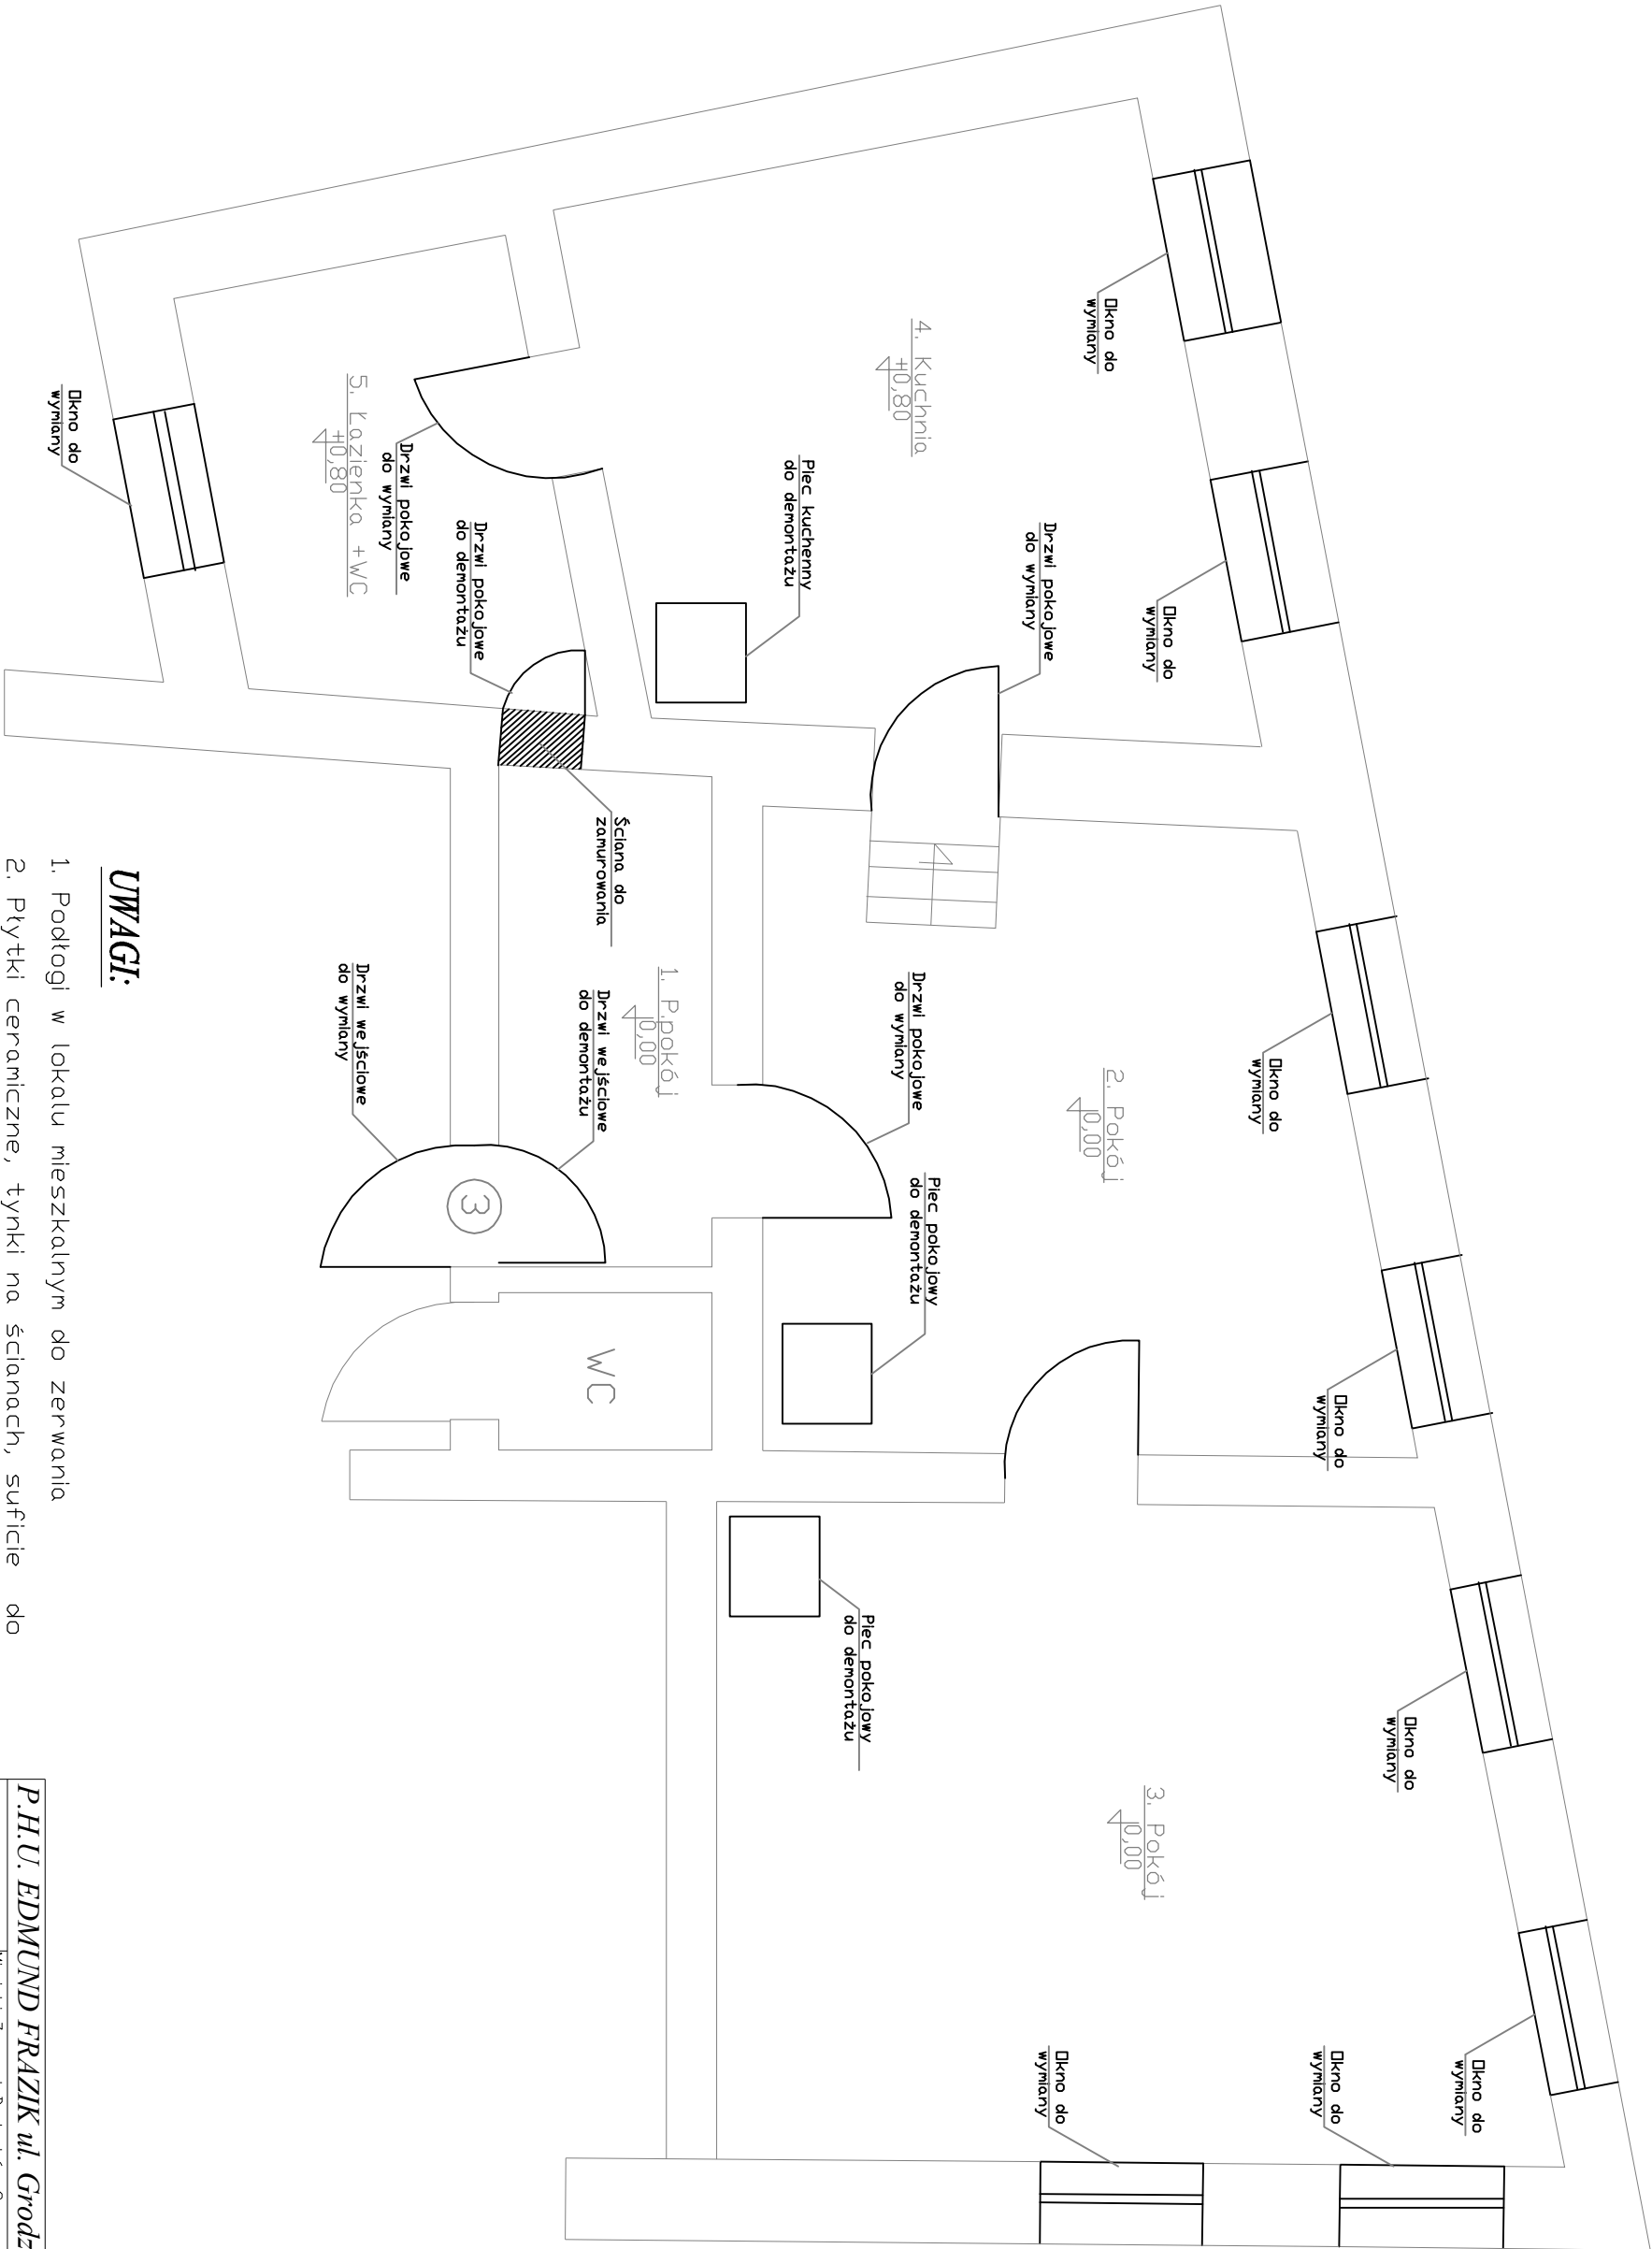 Okno do
wymiany
Okno do
wymiany
Okno do
wymiany
Okno do
wymiany
Okno do
wymiany
Okno do
wymiany
Okno do
wymiany
Okno do
wymiany
4. Kuchnia
+0,80
Drzwi pokojowe
do wymiany
Piec kuchenny
do demontażu
2. Pokój
0,00
Drzwi pokojowe
do wymiany
Piec pokojowy
do demontażu
3. Pokój
0,00
Piec pokojowy
do demontażu
5. Łazienka +WC
+0,80
Drzwi pokojowe
do wymiany
Drzwi pokojowe
do demontażu
Okno do
wymiany
Ściana do
zamurowania
1. P.pokój
0,00
Drzwi wejściowe
do demontażu
Drzwi wejściowe
do wymiany
3
WC
UWAGI:
1. Podłogi w lokalu mieszkalnym do zerwania
2. Płytki ceramiczne, tynki na ścianach, suficie do
P.H.U. EDMUND FRAZIK ul. Grodz